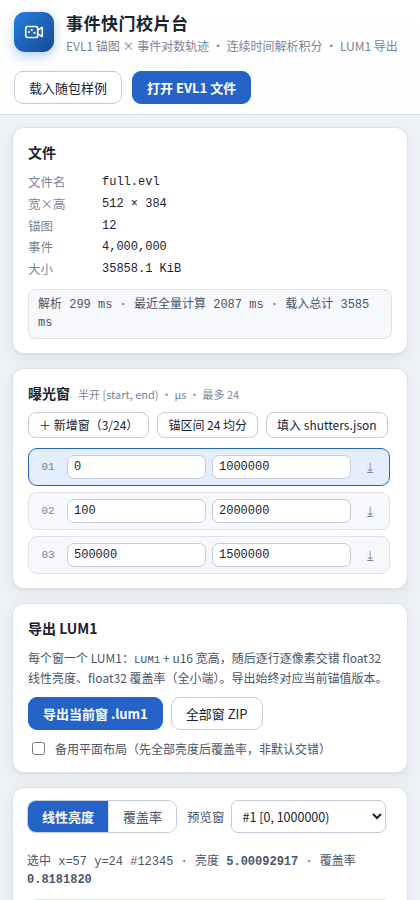 事件快门校片台
EVL1 锚图 × 事件对数轨迹 · 连续时间解析积分 · LUM1 导出
载入随包样例
打开 EVL1 文件
文件
文件名 full.evl
宽×高 512 × 384
锚图 12
事件 4,000,000
大小 35858.1 KiB
解析 299 ms · 最近全量计算 2087 ms · 载入总计 3585
ms
曝光窗 半开 [start, end) · μs · 最多 24
＋ 新增窗（3/24）
锚区间 24 均分
填入 shutters.json
01 0 1000000 ↓
02 100 2000000 ↓
03 500000 1500000 ↓
导出 LUM1
每个窗一个 LUM1：LUM1 + u16 宽高，随后逐行逐像素交错 float32
线性亮度、float32 覆盖率（全小端）。导出始终对应当前锚值版本。
导出当前窗 .lum1
全部窗 ZIP
备用平面布局（先全部亮度后覆盖率，非默认交错）
线性亮度
覆盖率
预览窗
#1 [0, 1000000)
选中 x=57 y=24 #12345 · 亮度 5.00092917 · 覆盖率
0.8181820